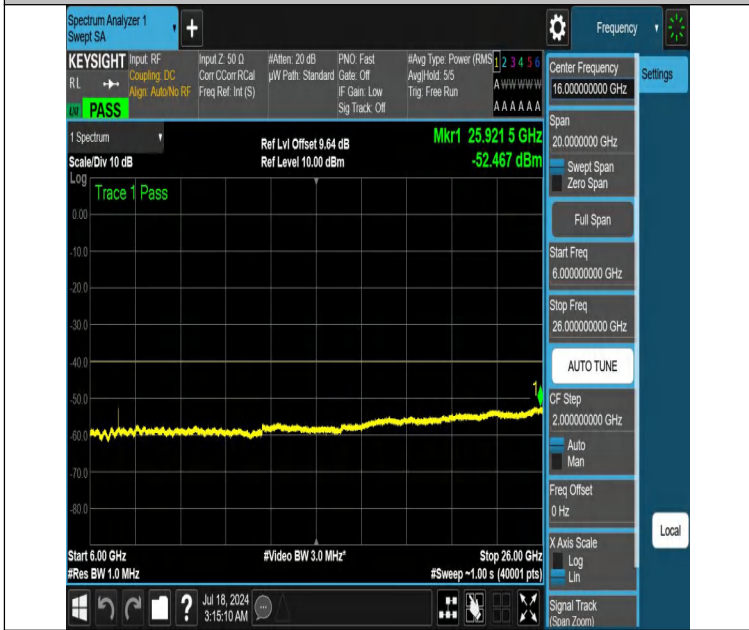 Spectrum Analyzer 1
Swept SA
+
Frequency
KEYSIGHT
RL
PASS
Input: RF
Coupling: DC
Align: Auto/No RF
Input Z: 50 Ω
Corr CCorr RCal
Freq Ref: Int (S)
#Atten: 20 dB
µW Path: Standard
PNO: Fast
Gate: Off
IF Gain: Low
Sig Track: Off
#Avg Type: Power (RMS
Avg|Hold: 5/5
Trig: Free Run
1 2 3 4 5 6
A W W W W W
A A A A A A
1 Spectrum
Scale/Div 10 dB
Ref Lvl Offset 9.64 dB
Ref Level 10.00 dBm
Mkr1 25.921 5 GHz
-52.467 dBm
Log
Trace 1 Pass
0.00
-10.0
-20.0
-30.0
-40.0
-50.0
-60.0
-70.0
-80.0
1
Start 6.00 GHz
#Res BW 1.0 MHz
#Video BW 3.0 MHz*
Stop 26.00 GHz
#Sweep ~1.00 s (40001 pts)
Center Frequency
16.000000000 GHz
Settings
Span
20.0000000 GHz
Swept Span
Zero Span
Full Span
Start Freq
6.000000000 GHz
Stop Freq
26.000000000 GHz
AUTO TUNE
CF Step
2.000000000 GHz
Auto
Man
Freq Offset
0 Hz
X Axis Scale
Log
Lin
Local
Signal Track
(Span Zoom)
?
Jul 18, 2024
3:15:10 AM